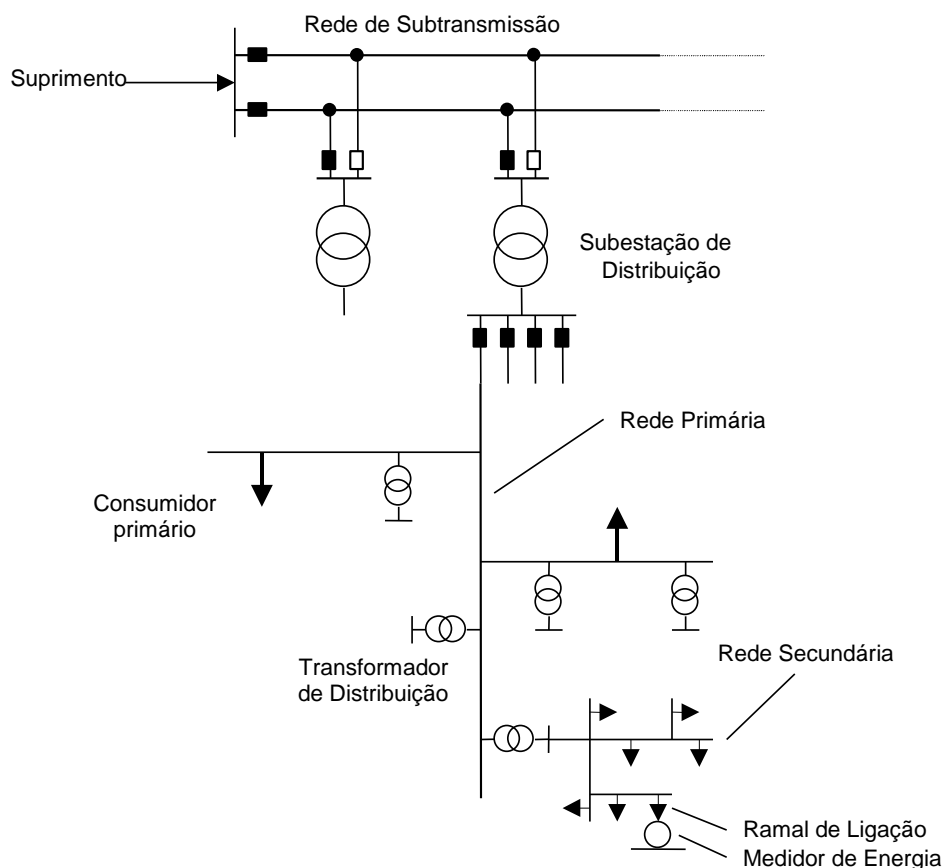 Rede de Subtransmissão
Suprimento
Subestação de
Distribuição
Rede Primária
Consumidor
primário
Rede Secundária
Transformador
de Distribuição
Ramal de Ligação
Medidor de Energia